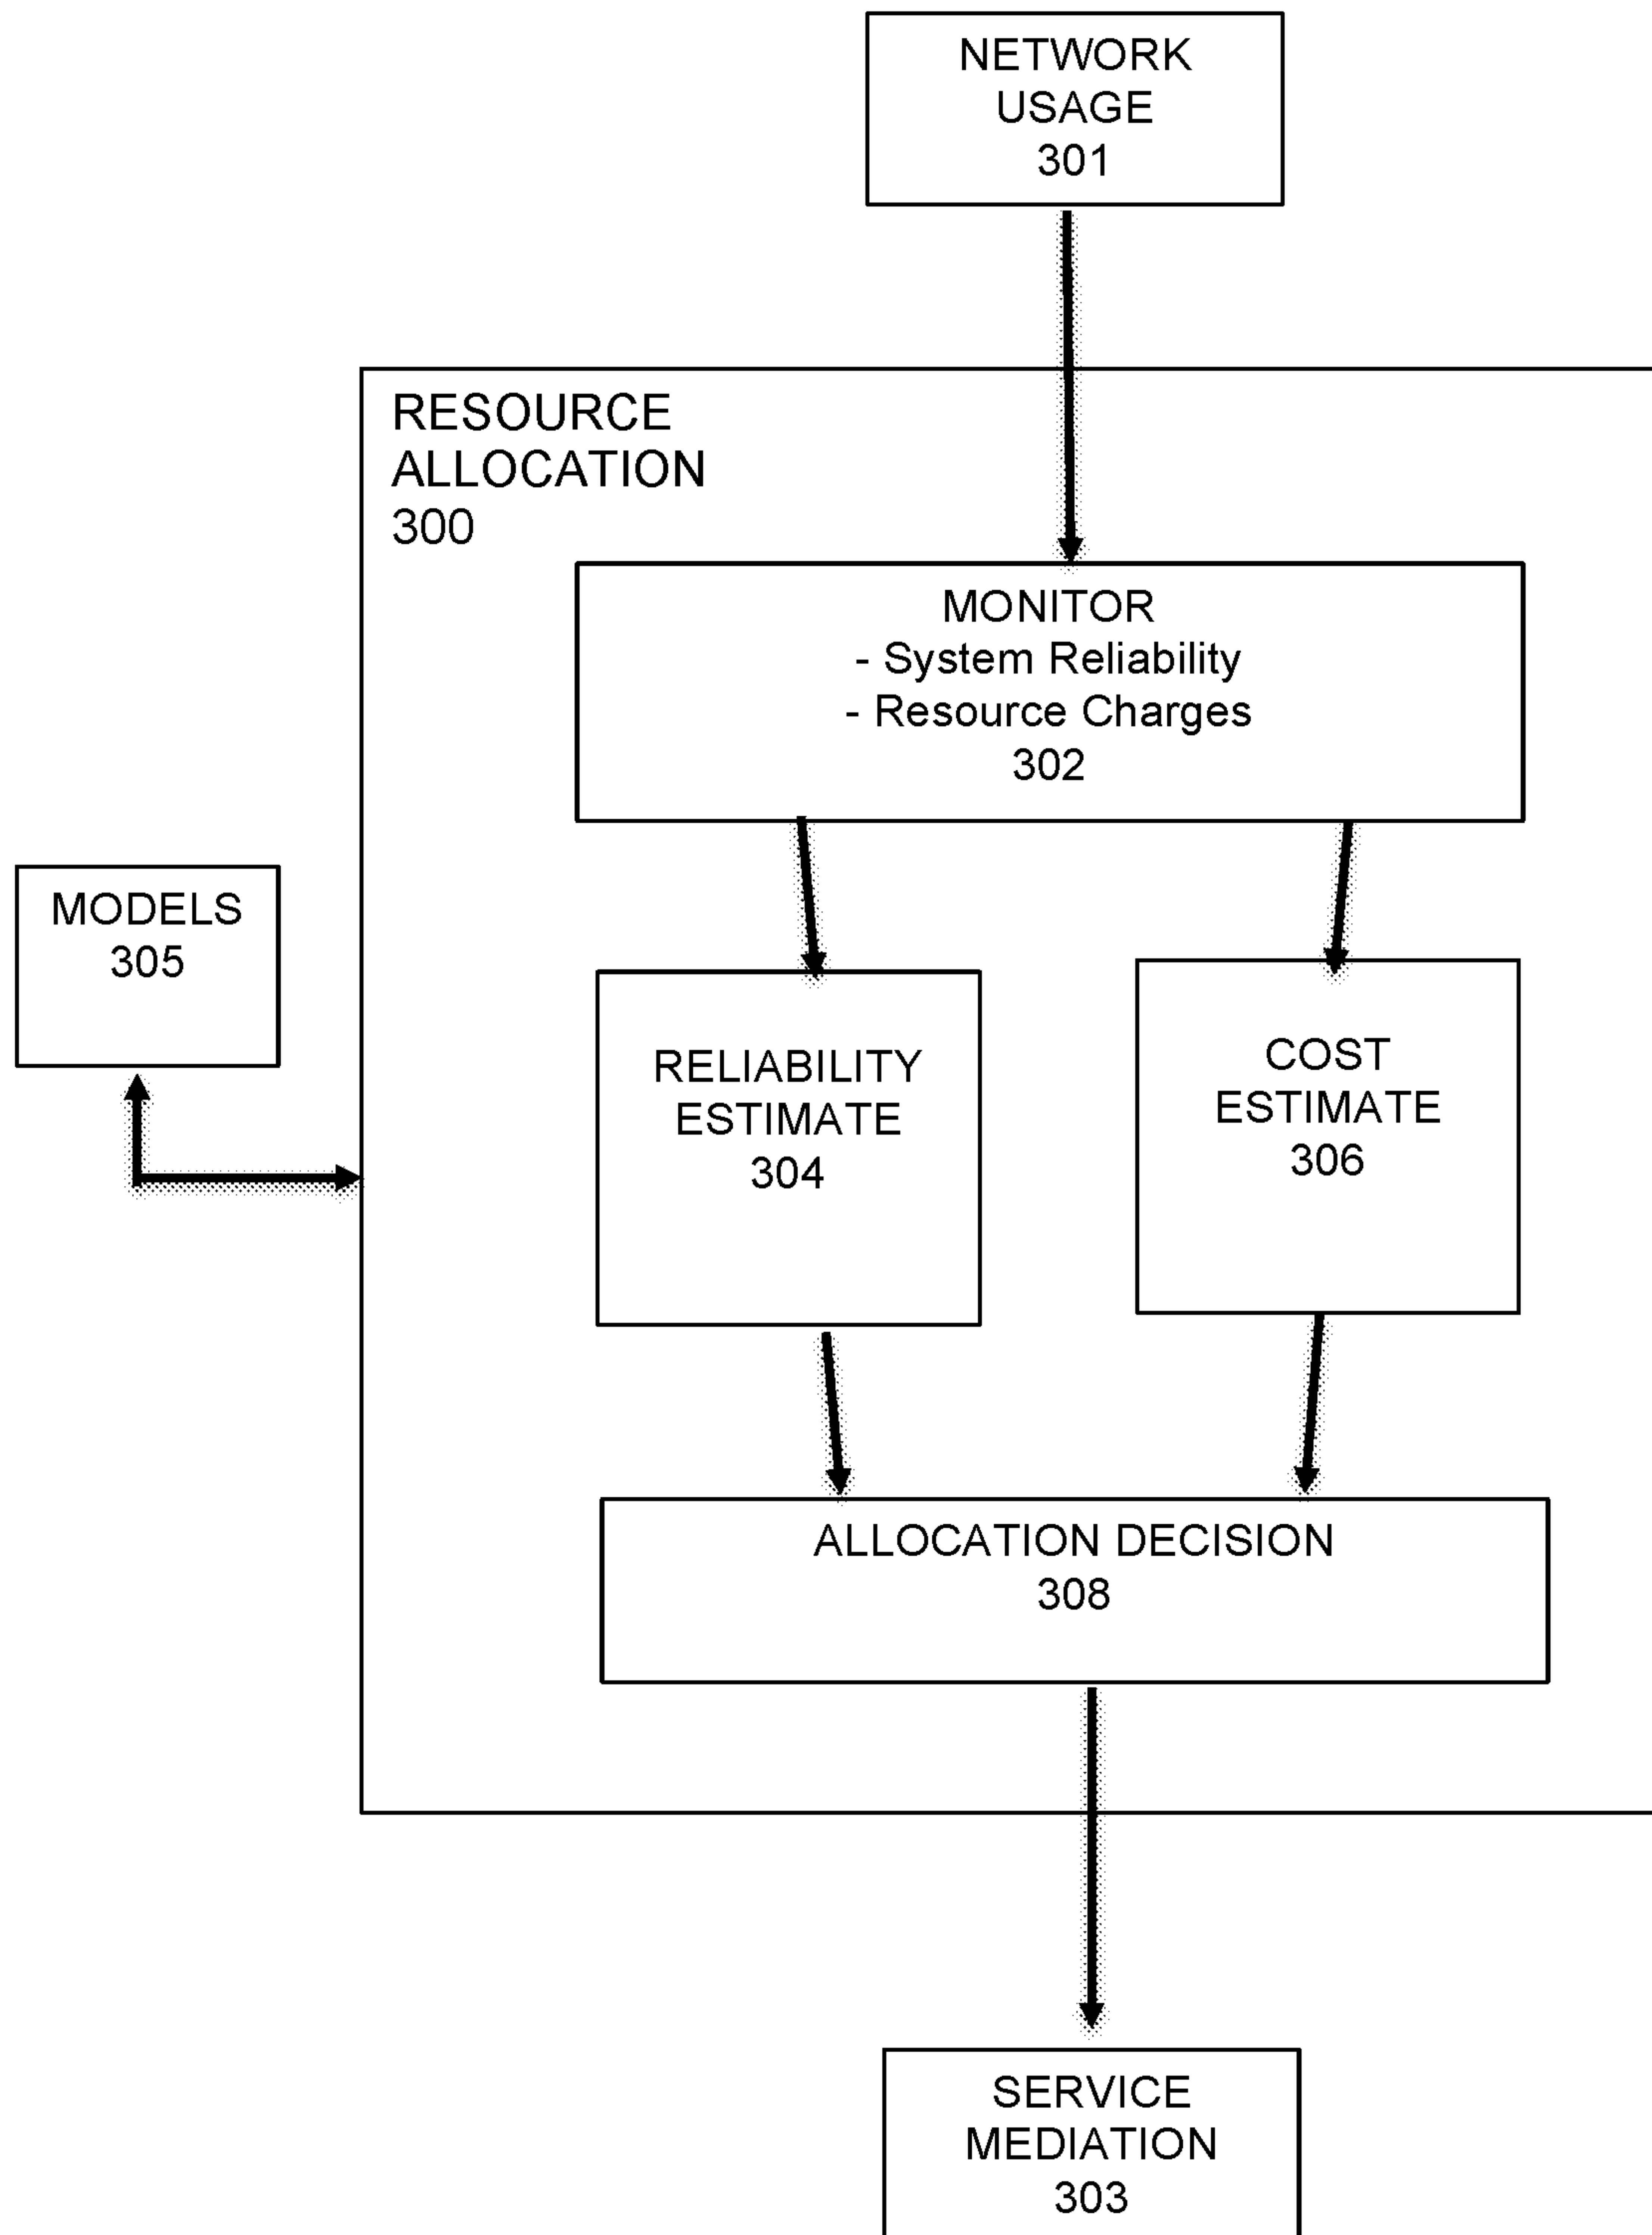 NETWORK
USAGE
301
RESOURCE
ALLOCATION
300
MONITOR
- System Reliability
- Resource Charges
302
MODELS
305
RELIABILITY
ESTIMATE
304
COST
ESTIMATE
306
ALLOCATION DECISION
308
SERVICE
MEDIATION
303